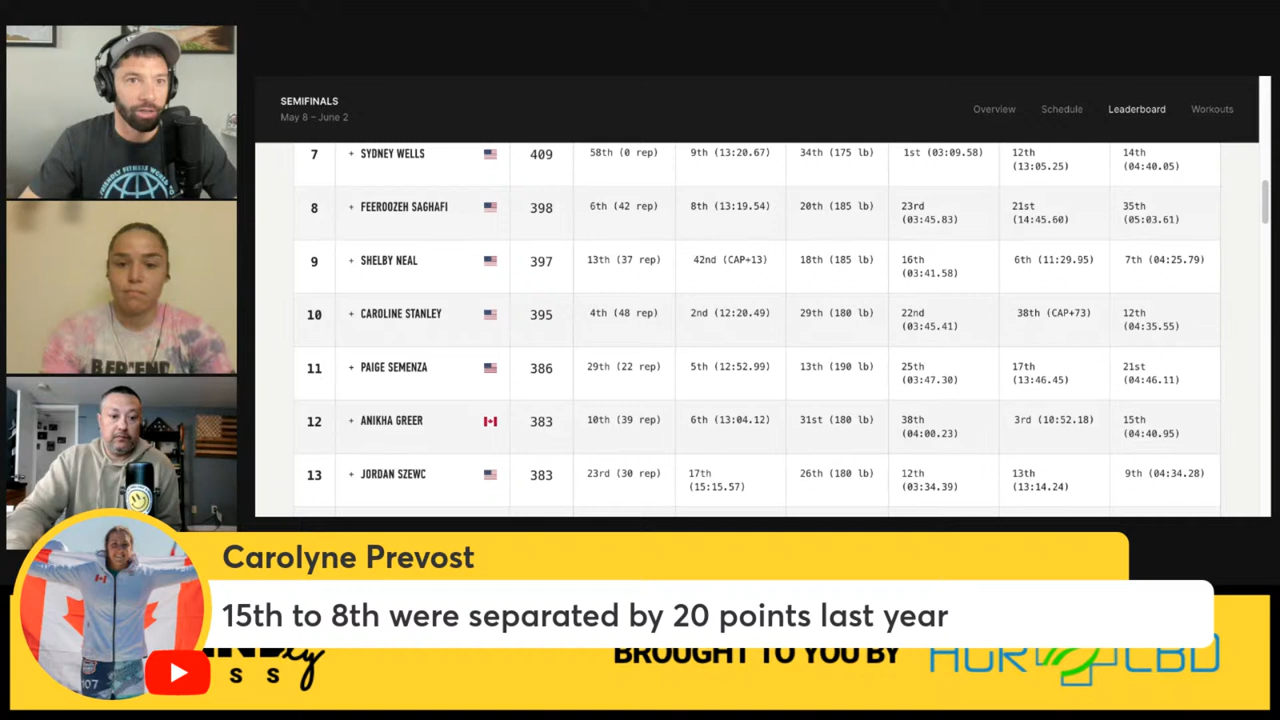 SEMIFINALS
May 8 – June 2
Overview Schedule Leaderboard Workouts
7 + SYDNEY WELLS 409 58th (0 rep) 9th (13:20.67) 34th (175 lb) 1st (03:09.58) 12th (13:05.25) 14th (04:40.05)
8 + FEEROOZEH SAGHAFI 398 6th (42 rep) 8th (13:19.54) 20th (185 lb) 23rd (03:45.83) 21st (14:45.60) 35th (05:03.61)
9 + SHELBY NEAL 397 13th (37 rep) 42nd (CAP+13) 18th (185 lb) 16th (03:41.58) 6th (11:29.95) 7th (04:25.79)
10 + CAROLINE STANLEY 395 4th (48 rep) 2nd (12:20.49) 29th (180 lb) 22nd (03:45.41) 38th (CAP+73) 12th (04:35.55)
11 + PAIGE SEMENZA 386 29th (22 rep) 5th (12:52.99) 13th (190 lb) 25th (03:47.30) 17th (13:46.45) 21st (04:46.11)
12 + ANIKHA GREER 383 10th (39 rep) 6th (13:04.12) 31st (180 lb) 38th (04:00.23) 3rd (10:52.18) 15th (04:40.95)
13 + JORDAN SZEWC 383 23rd (30 rep) 17th (15:15.57) 26th (180 lb) 12th (03:34.39) 13th (13:14.24) 9th (04:34.28)
Carolyne Prevost
15th to 8th were separated by 20 points last year
BROUGHT TO YOU BY
CBD
107